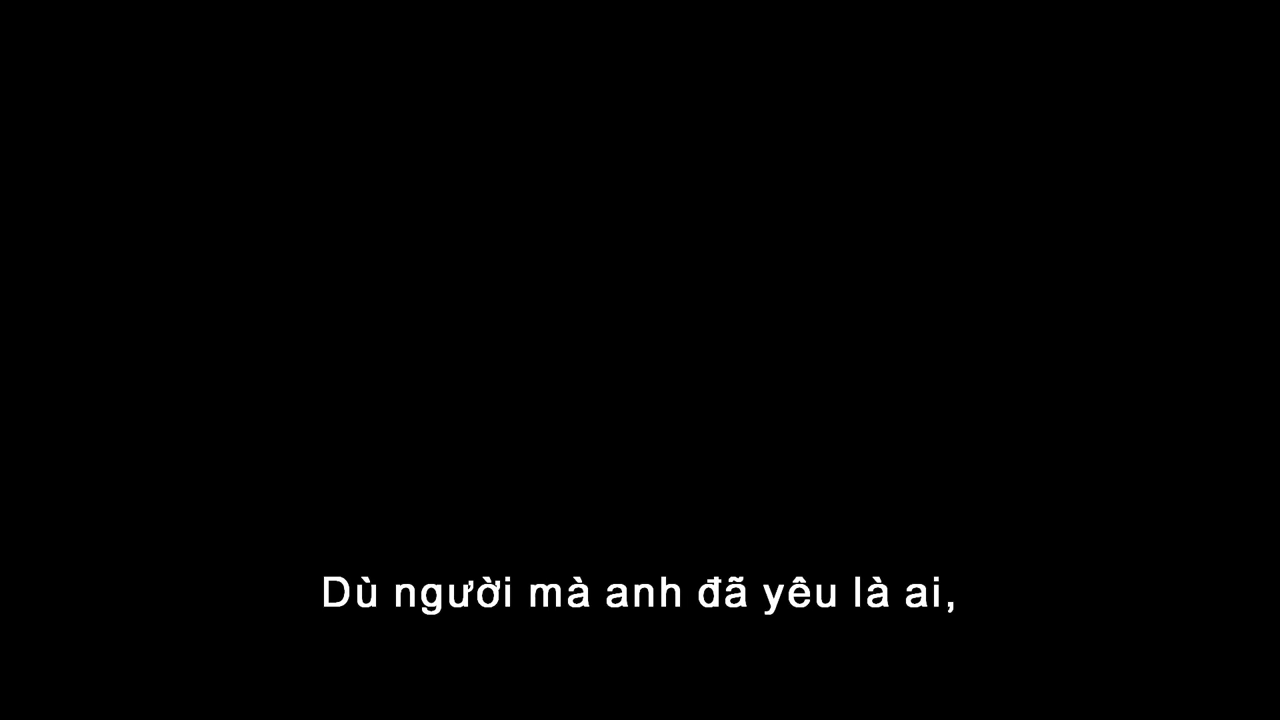 Dù người mà anh đã yêu là ai,